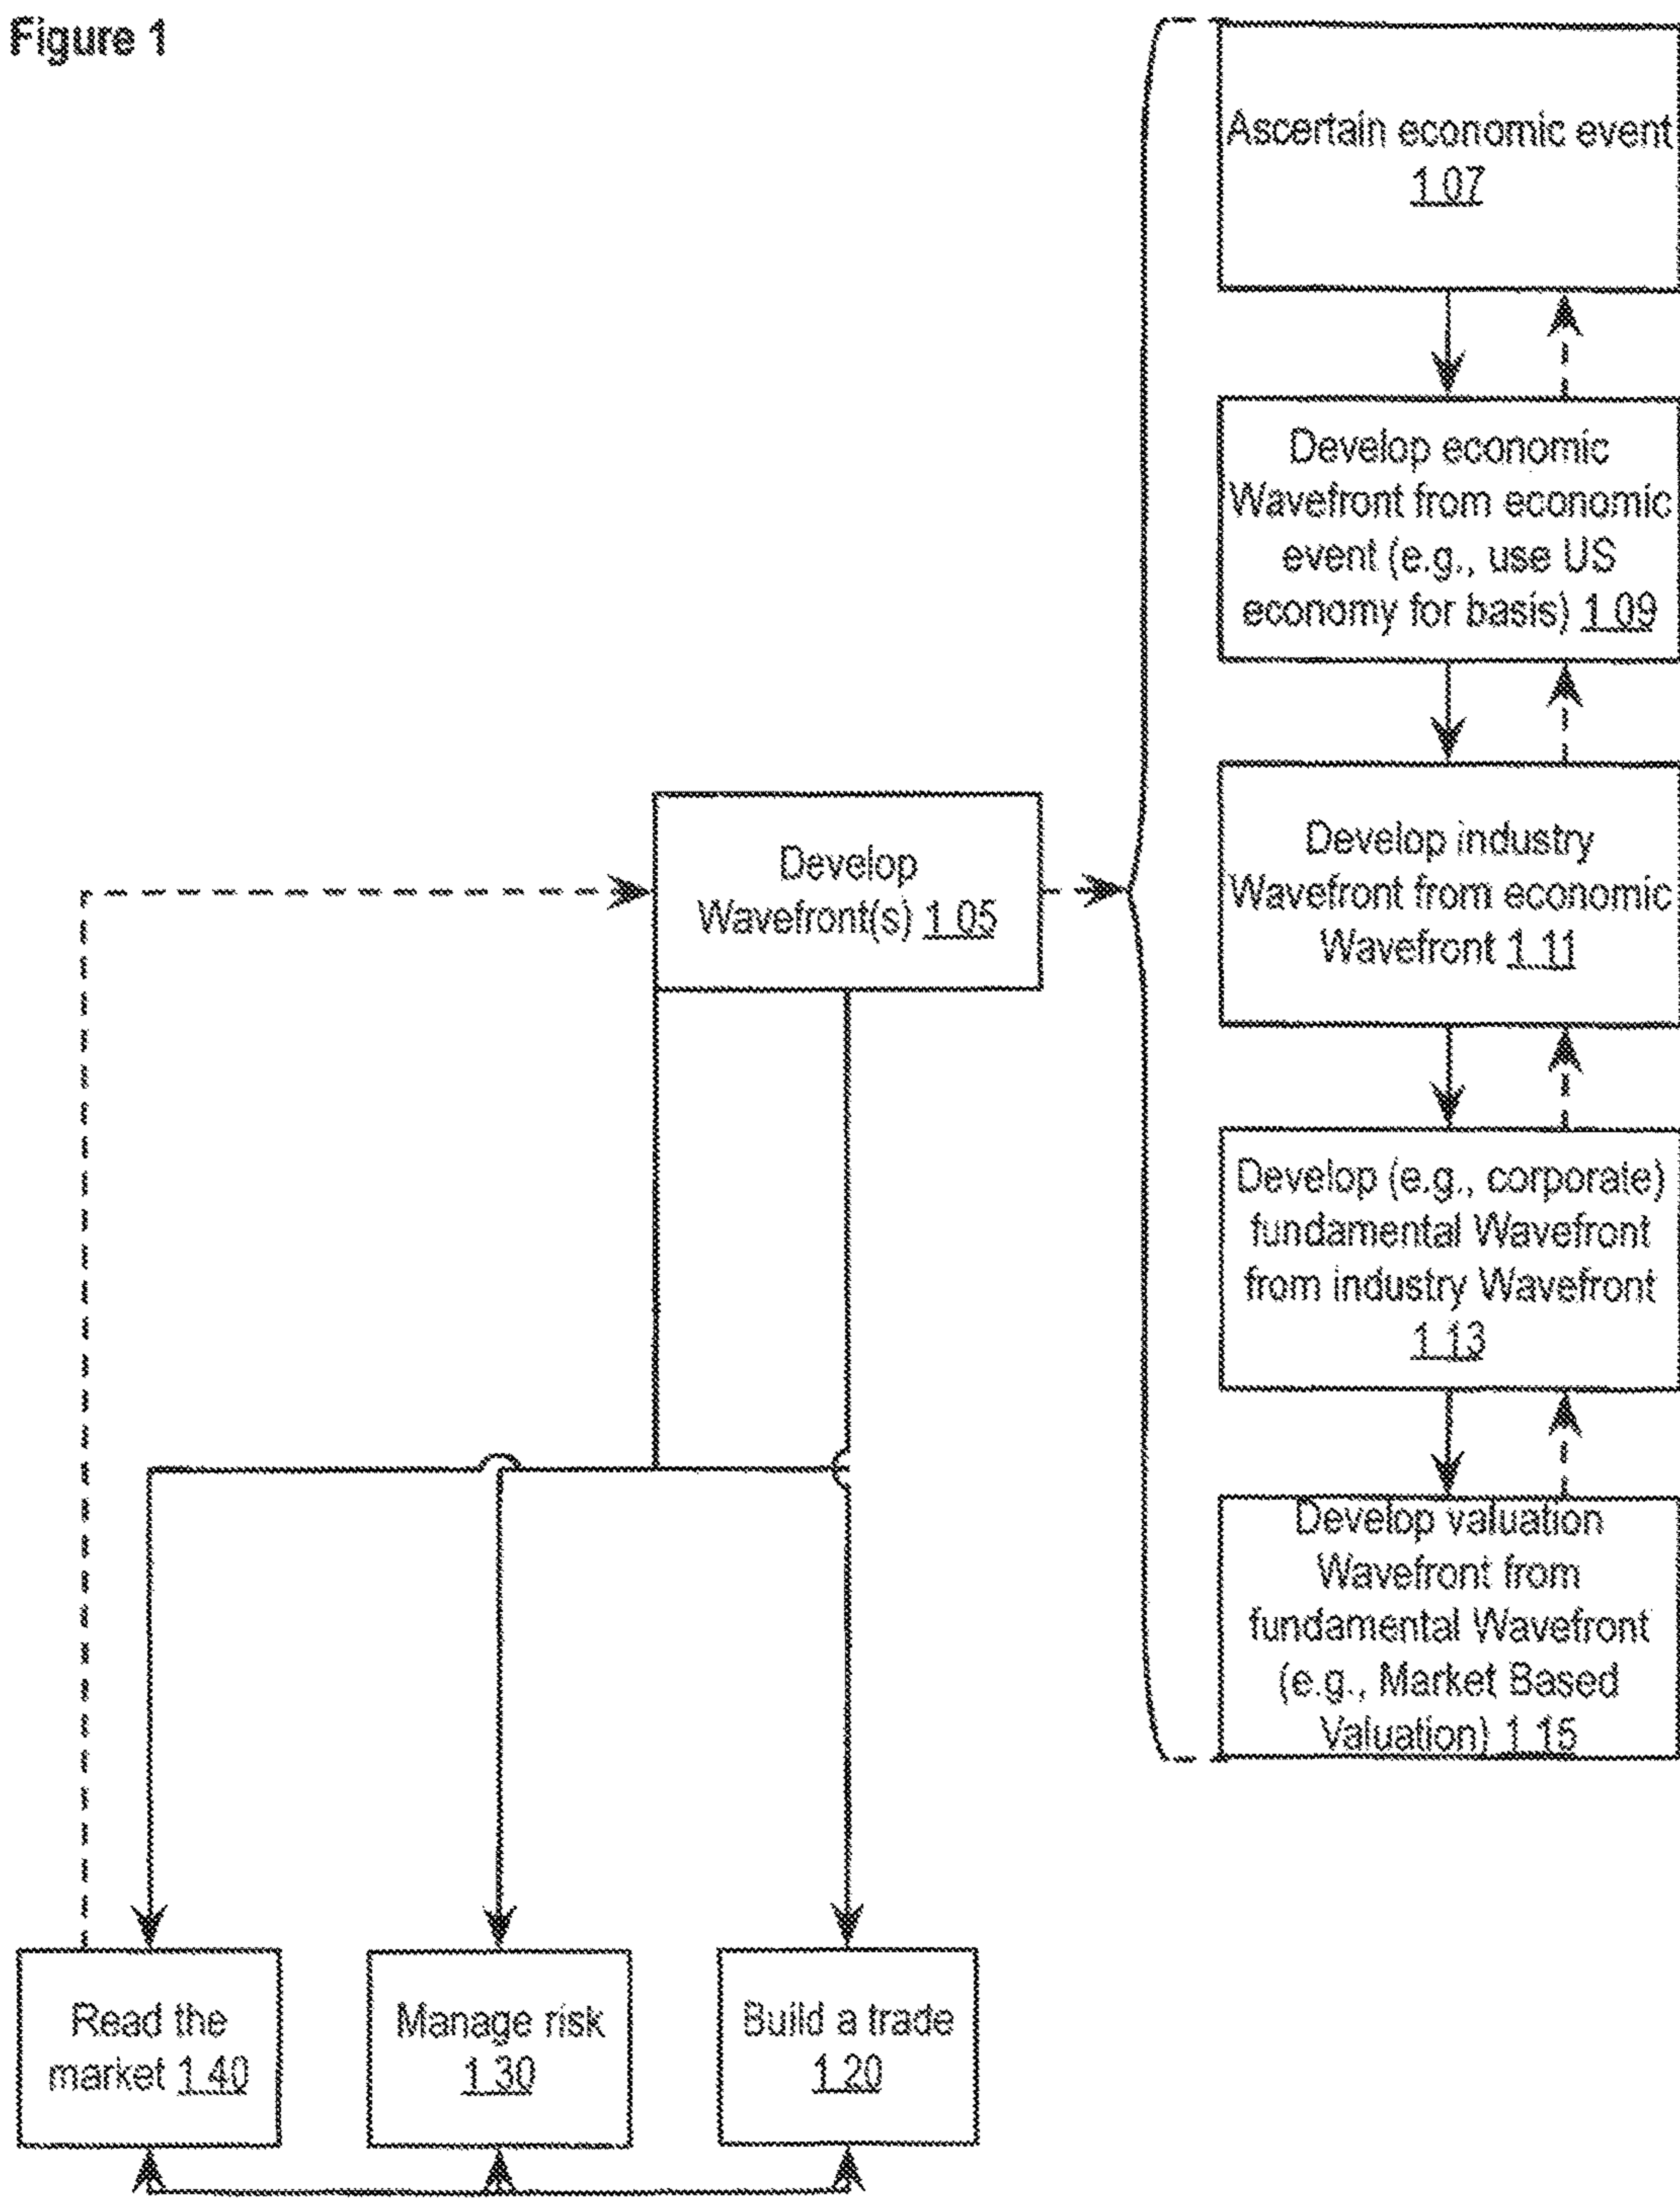 Figure 1
Ascertain economic event
1.07
Develop economic
Wavefront from economic
event (e.g., use US
economy for basis) 1.09
Develop
Wavefront(s) 1.05
Develop industry
Wavefront from economic
Wavefront 1.11
Develop (e.g., corporate)
fundamental Wavefront
from industry Wavefront
1.13
Develop valuation
Wavefront from
fundamental Wavefront
(e.g., Market Based
Valuation) 1.15
Read the
market 1.40
Manage risk
1.30
Build a trade
1.20